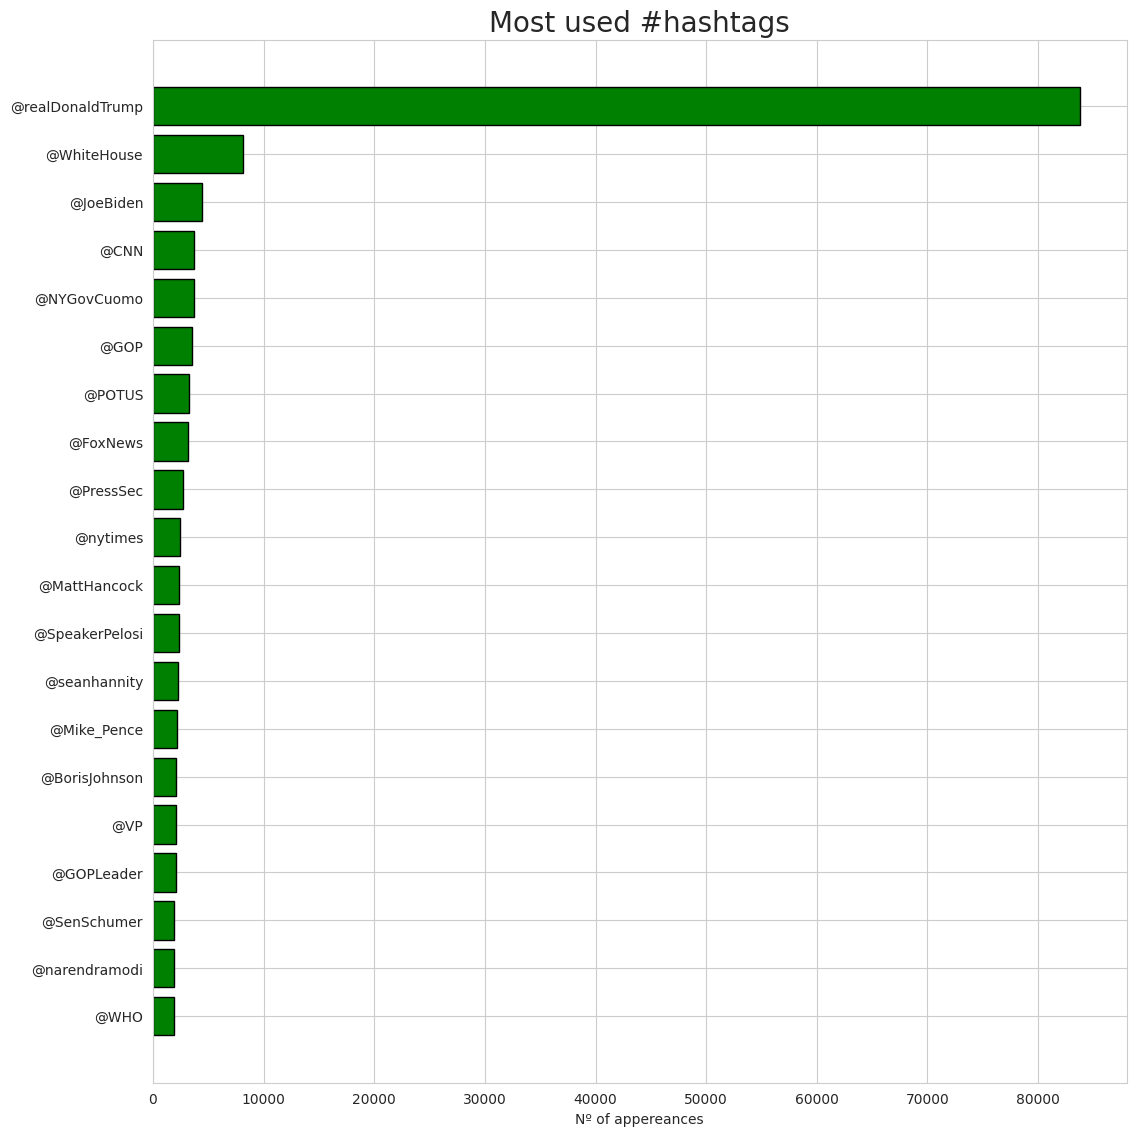 Most used #hashtags
@realDonaldTrump
@WhiteHouse
@JoeBiden
@CNN
@NYGovCuomo
@GOP
@POTUS
@FoxNews
@PressSec
@nytimes
@MattHancock
@SpeakerPelosi
@seanhannity
@Mike_Pence
@BorisJohnson
@VP
@GOPLeader
@SenSchumer
@narendramodi
@WHO
0 10000 20000 30000 40000 50000 60000 70000 80000
Nº of appereances